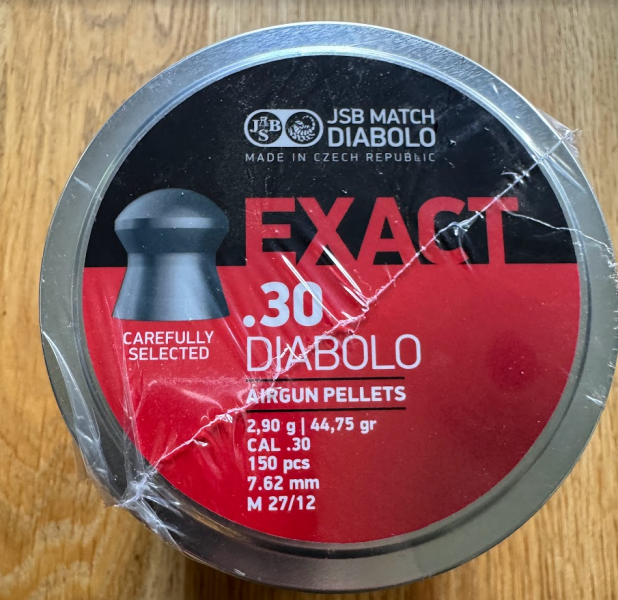 JSB
JSB MATCH
DIABOLO
MADE IN CZECH REPUBLIC
EXACT
.30
DIABOLO
CAREFULLY
SELECTED
AIRGUN PELLETS
2,90 g | 44,75 gr
CAL .30
150 pcs
7.62 mm
M 27/12